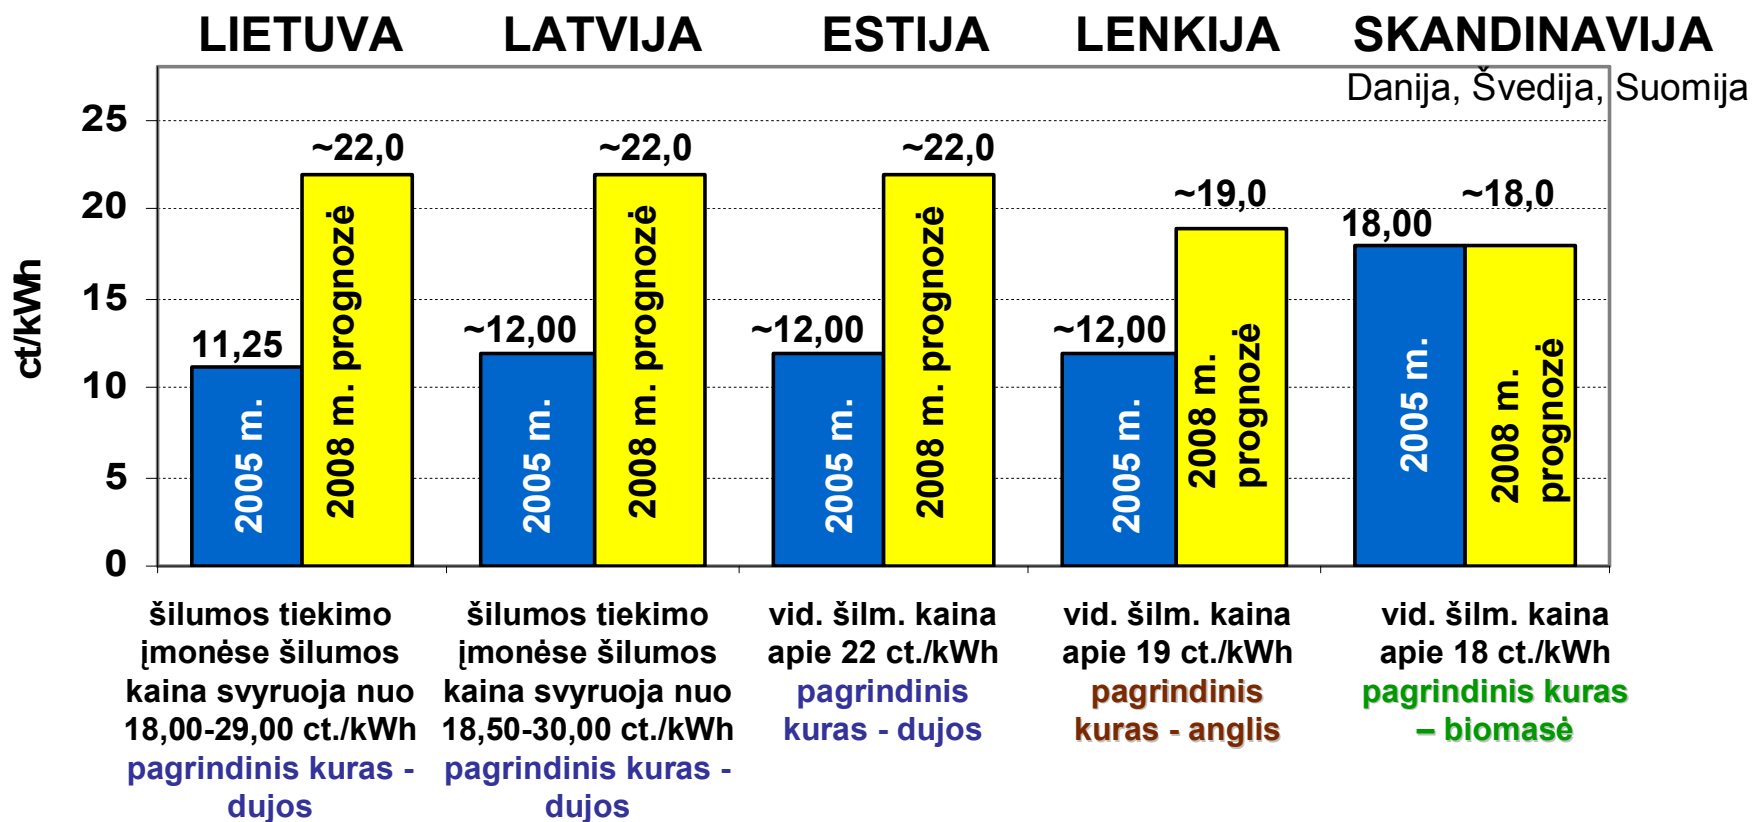 LIETUVA LATVIJA ESTIJA LENKIJA SKANDINAVIJA
Danija, Švedija, Suomija
ct/kWh
25
20
15
10
5
0
11,25
~22,0
2005 m.
2008 m. prognozė
~12,00
~22,0
2005 m.
2008 m. prognozė
~12,00
~22,0
2005 m.
2008 m. prognozė
~12,00
~19,0
2005 m.
2008 m.
prognozė
18,00
~18,0
2005 m.
2008 m.
prognozė
šilumos tiekimo
įmonėse šilumos
kaina svyruoja nuo
18,00-29,00 ct./kWh
pagrindinis kuras -
dujos
šilumos tiekimo
įmonėse šilumos
kaina svyruoja nuo
18,50-30,00 ct./kWh
pagrindinis kuras -
dujos
vid. šilm. kaina
apie 22 ct./kWh
pagrindinis
kuras - dujos
vid. šilm. kaina
apie 19 ct./kWh
pagrindinis
kuras - anglis
vid. šilm. kaina
apie 18 ct./kWh
pagrindinis kuras
– biomasė